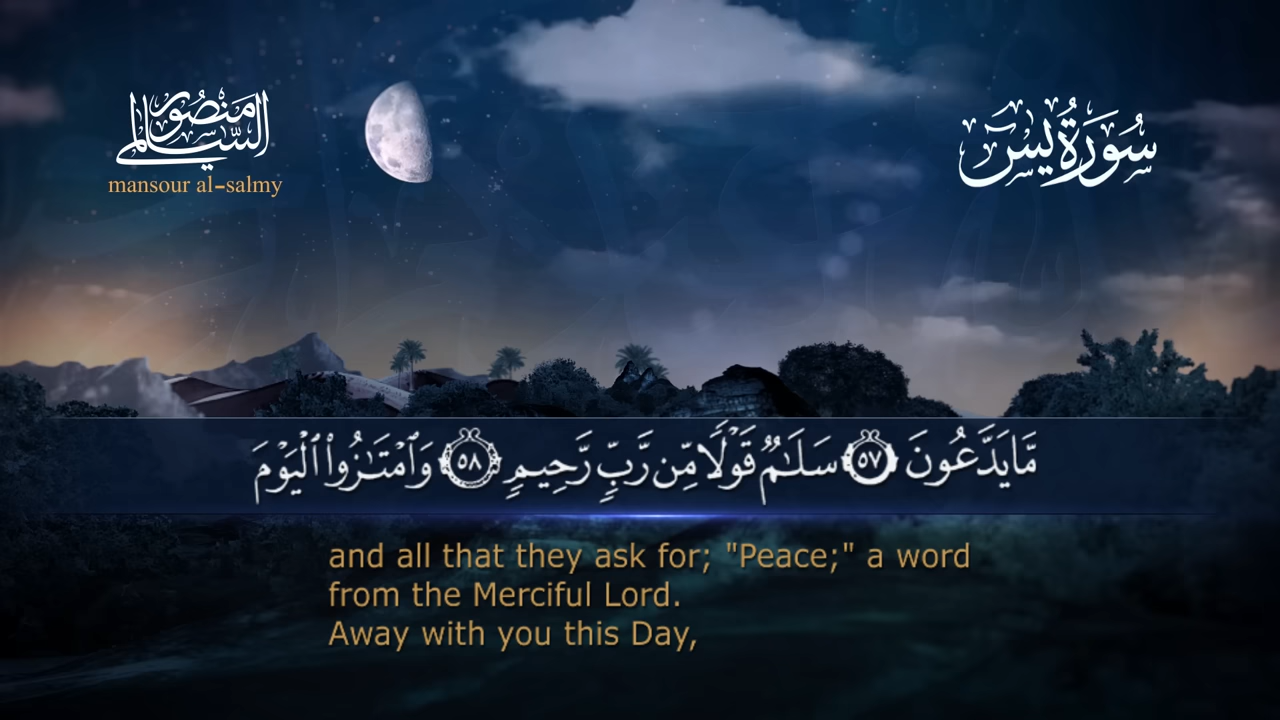 منصور
السالمي
mansour al-salmy
سُورَةُ يسٓ
مَّا يَدَّعُونَ ٥٧ سَلَـٰمٌ قَوْلًا مِّن رَّبٍّ رَّحِيمٍ ٥٨ وَٱمْتَـٰزُوا۟ ٱلْيَوْمَ
and all that they ask for; "Peace;" a word
from the Merciful Lord.
Away with you this Day,